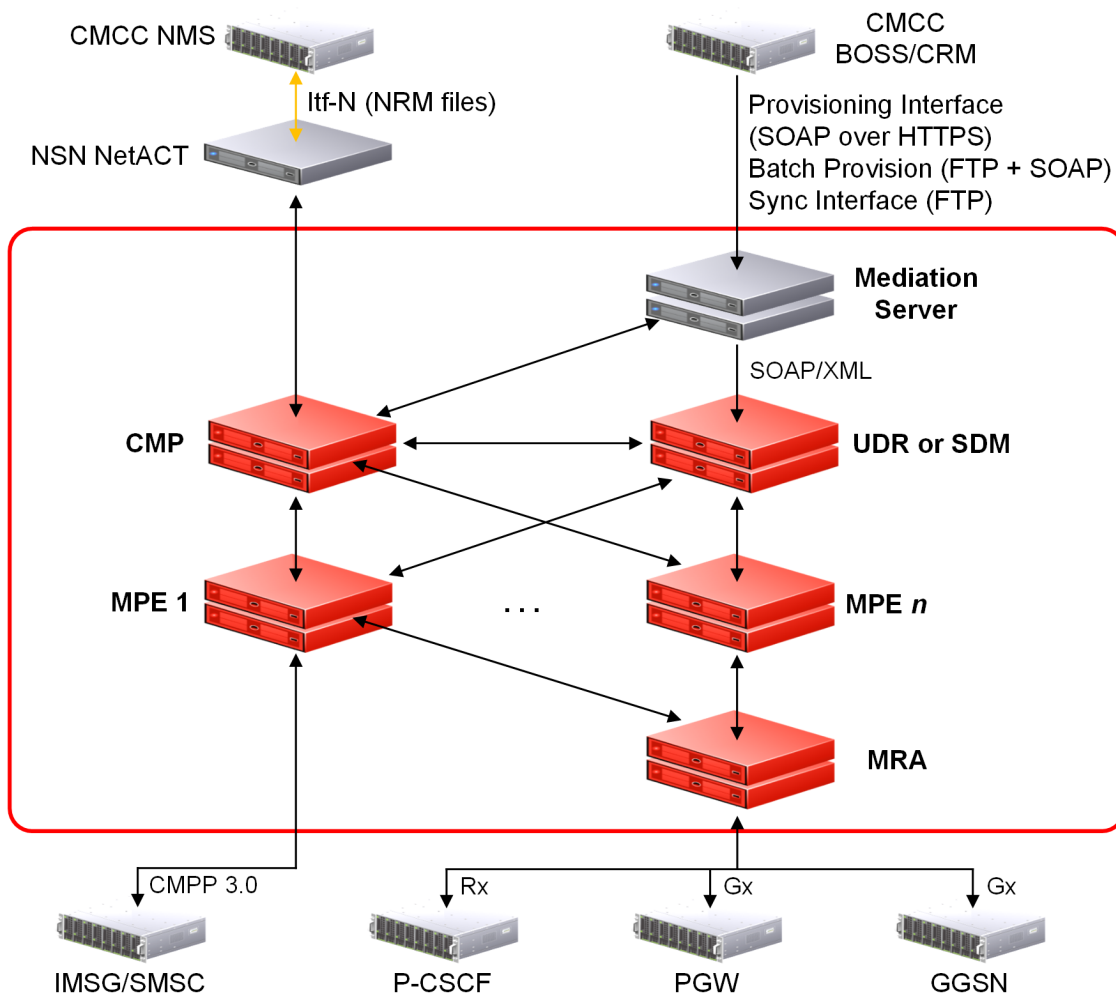 CMCC NMS
CMCC
BOSS/CRM
Itf-N (NRM files)
Provisioning Interface
(SOAP over HTTPS)
Batch Provision (FTP + SOAP)
Sync Interface (FTP)
NSN NetACT
Mediation
Server
SOAP/XML
CMP
UDR or SDM
MPE 1
. . .
MPE n
MRA
CMPP 3.0
Rx
Gx
Gx
IMSG/SMSC
P-CSCF
PGW
GGSN